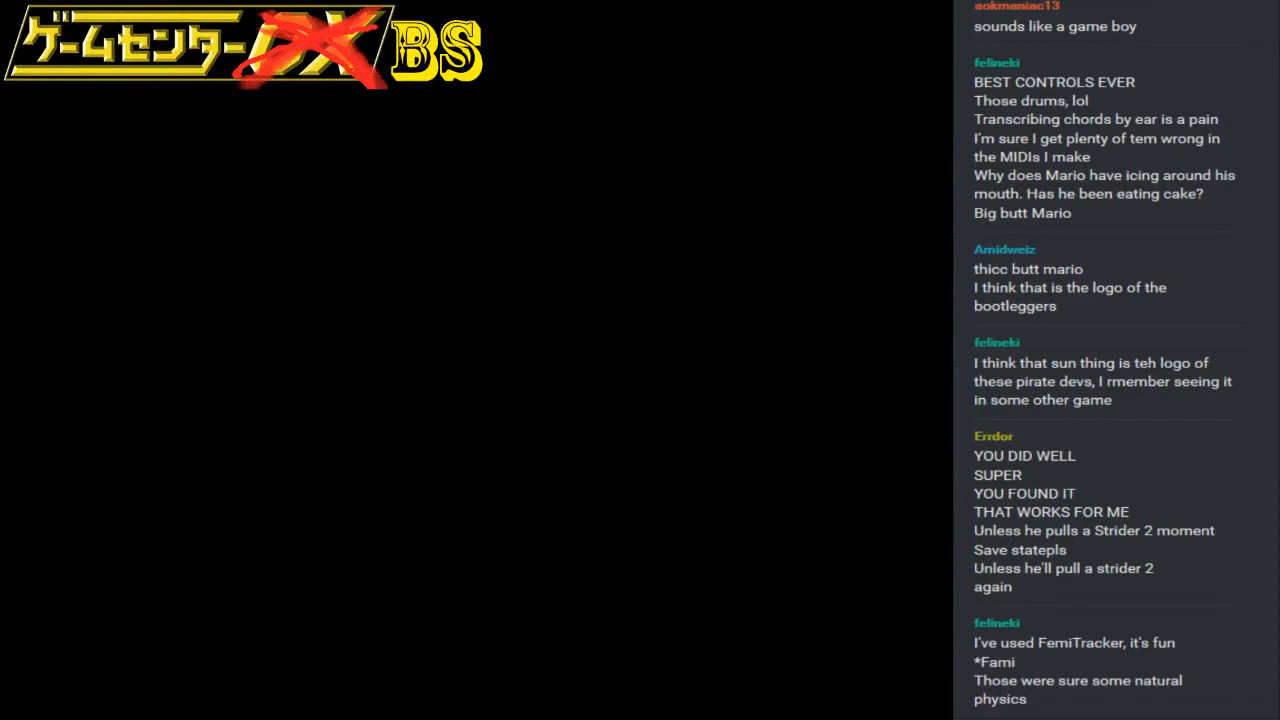 ゲームセンターDX BS
aokmaniac13
sounds like a game boy
felineki
BEST CONTROLS EVER
Those drums, lol
Transcribing chords by ear is a pain
I'm sure I get plenty of tem wrong in
the MIDIs I make
Why does Mario have icing around his
mouth. Has he been eating cake?
Big butt Mario
Amidweiz
thicc butt mario
I think that is the logo of the
bootleggers
felineki
I think that sun thing is teh logo of
these pirate devs, I rmember seeing it
in some other game
Errdor
YOU DID WELL
SUPER
YOU FOUND IT
THAT WORKS FOR ME
Unless he pulls a Strider 2 moment
Save statepls
Unless he'll pull a strider 2
again
felineki
I've used FemiTracker, it's fun
*Fami
Those were sure some natural
physics